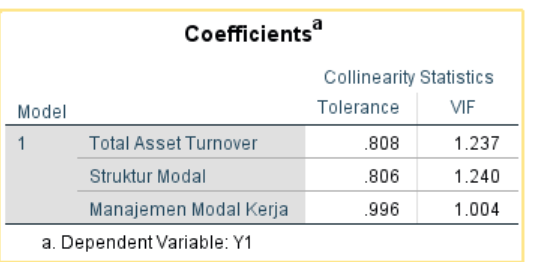 Coefficientsa
Collinearity Statistics
Model Tolerance VIF
1 Total Asset Turnover .808 1.237
Struktur Modal .806 1.240
Manajemen Modal Kerja .996 1.004
a. Dependent Variable: Y1